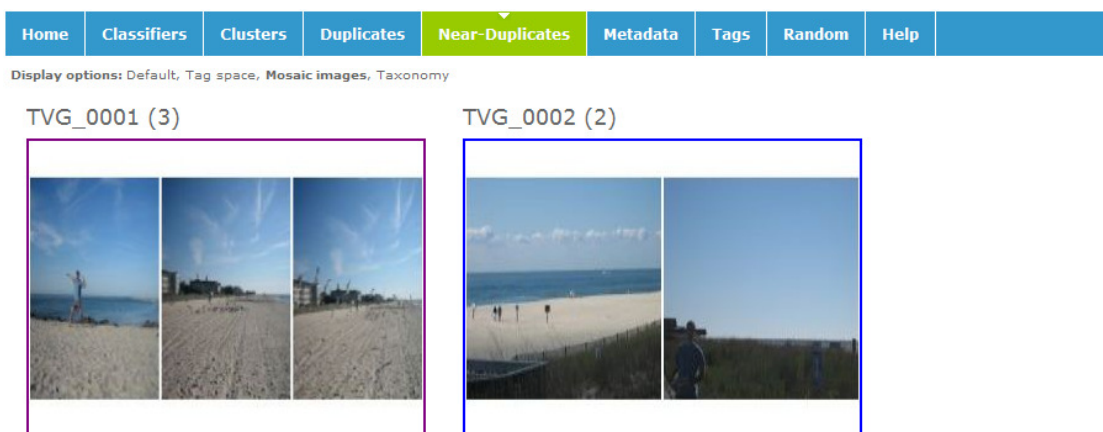 Home Classifiers Clusters Duplicates Near-Duplicates Metadata Tags Random Help
Display options: Default, Tag space, Mosaic images, Taxonomy
TVG_0001 (3) TVG_0002 (2)